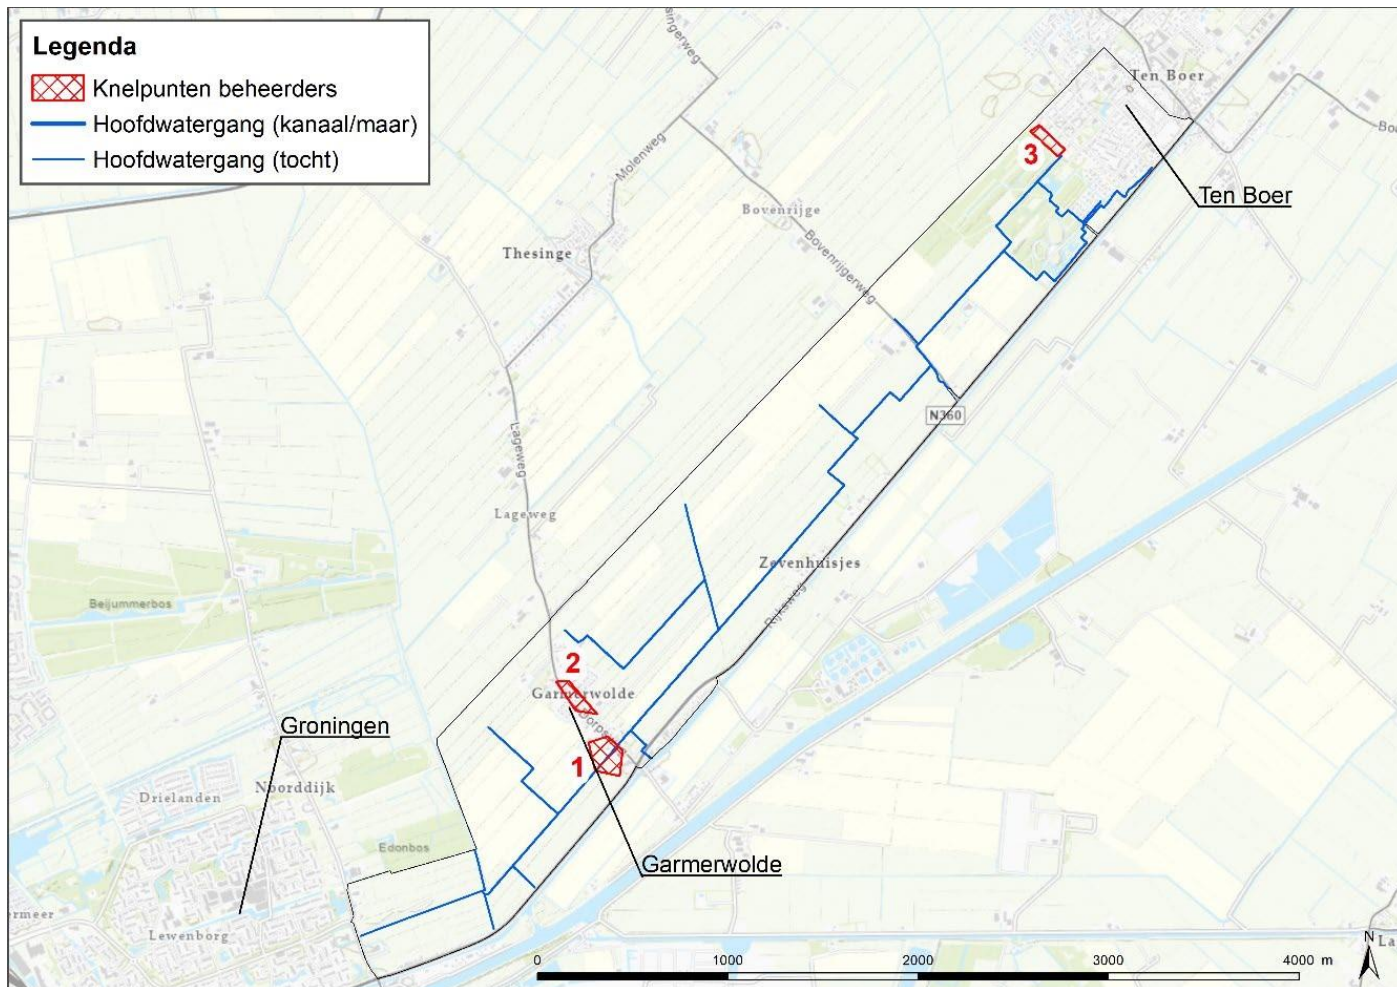 Legenda
Knelpunten beheerders
Hoofdwatergang (kanaal/maar)
Hoofdwatergang (tocht)
Ten Boer
3
Ten Boer
Molenweg
Bovenrijge
Thesinge
Bovenrijgerweg
N360
Lageweg
Lageweg
Zevenhuisjes
Rijksweg
Beijummerbos
2
Garmerwolde
Groningen
1
Noorddijk
Drielanden
Edonbos
Garmerwolde
Lewenborg
N
0 1000 2000 3000 4000 m